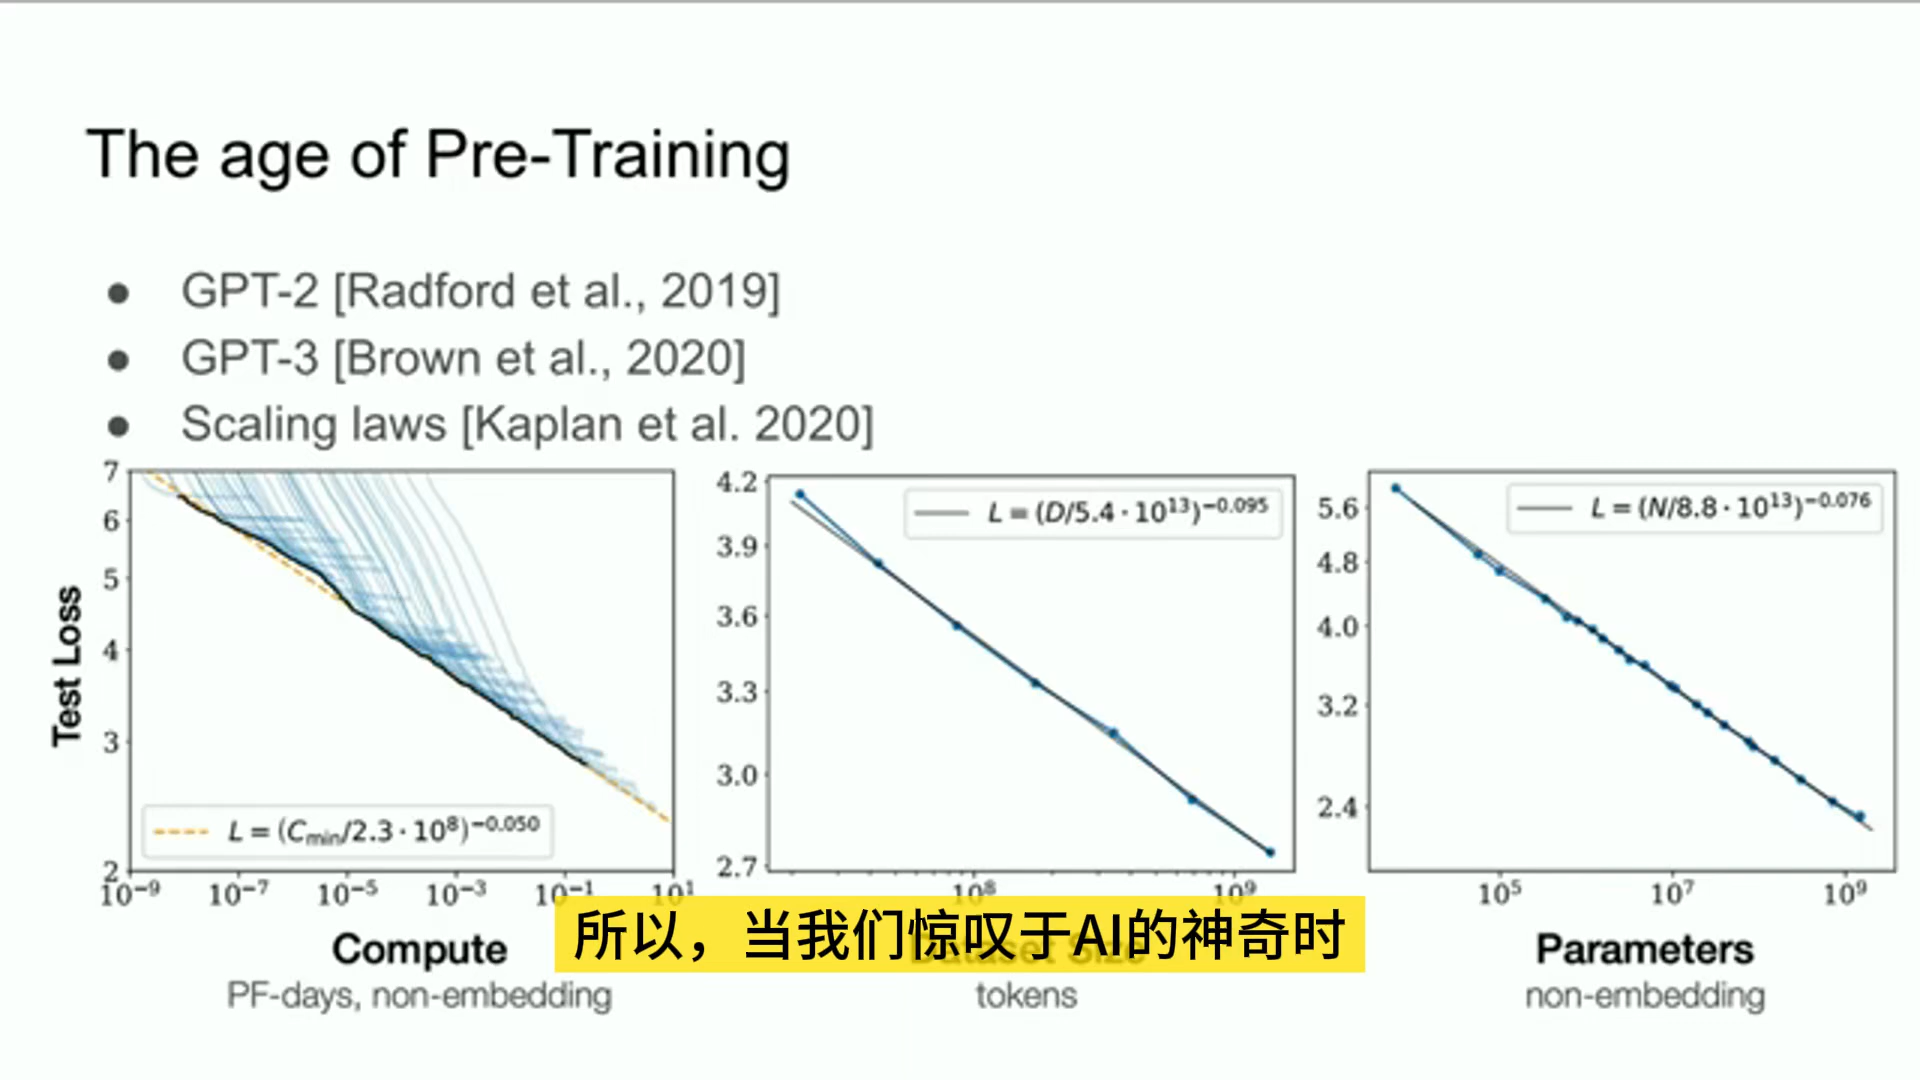 The age of Pre-Training
● GPT-2 [Radford et al., 2019]
● GPT-3 [Brown et al., 2020]
● Scaling laws [Kaplan et al. 2020]
Test Loss
7
6
5
4
3
2
10⁻⁹ 10⁻⁷ 10⁻⁵ 10⁻³ 10⁻¹ 10¹
L = (Cmin/2.3 · 10⁸)⁻⁰·⁰⁵⁰
Compute
PF-days, non-embedding
4.2
3.9
3.6
3.3
3.0
2.7
10⁸ 10⁹
L = (D/5.4 · 10¹³)⁻⁰·⁰⁹⁵
Dataset Size
tokens
5.6
4.8
4.0
3.2
2.4
10⁵ 10⁷ 10⁹
L = (N/8.8 · 10¹³)⁻⁰·⁰⁷⁶
Parameters
non-embedding
所以，当我们惊叹于AI的神奇时